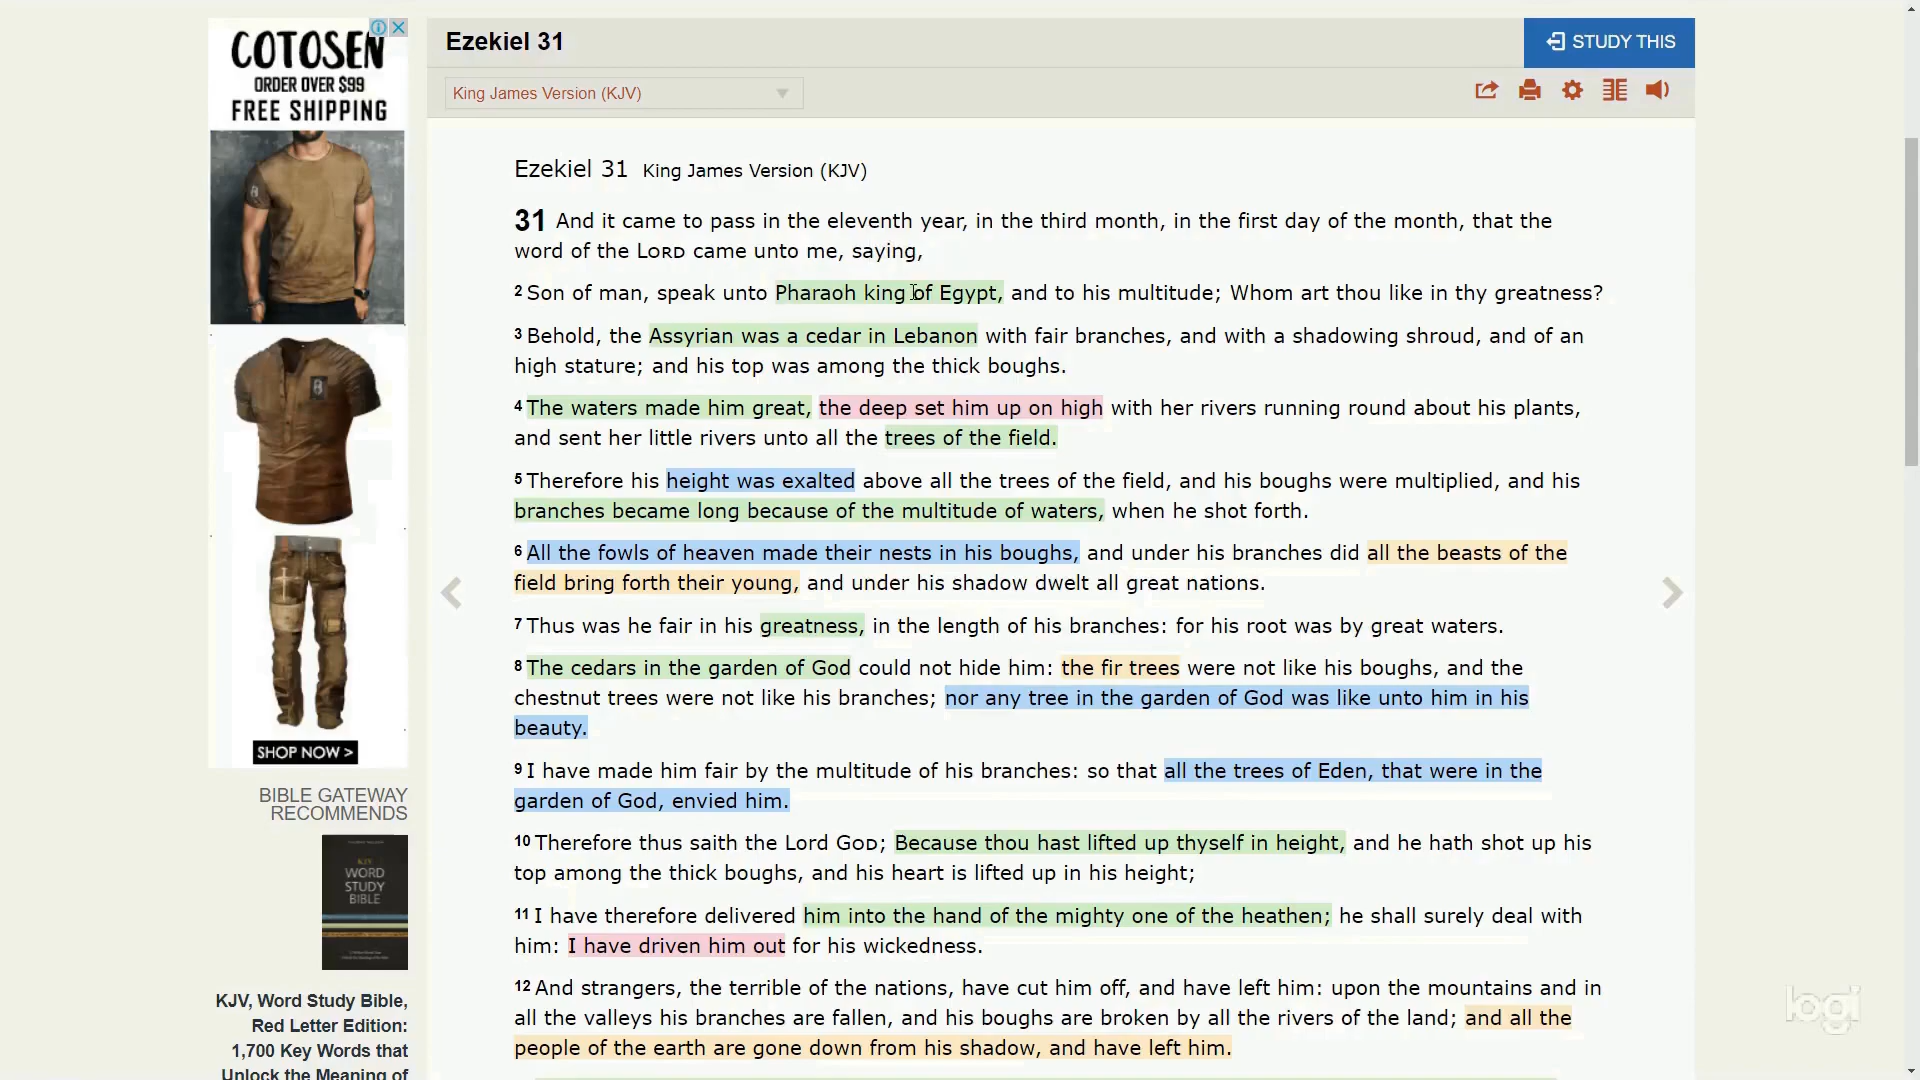 COTOSEN
ORDER OVER $99
FREE SHIPPING
SHOP NOW >
BIBLE GATEWAY
RECOMMENDS
KJV
WORD
STUDY
BIBLE
KJV, Word Study Bible,
Red Letter Edition:
1,700 Key Words that
Unlock the Meaning of
Ezekiel 31
STUDY THIS
King James Version (KJV)
Ezekiel 31 King James Version (KJV)
31 And it came to pass in the eleventh year, in the third month, in the first day of the month, that the
word of the LORD came unto me, saying,
2 Son of man, speak unto Pharaoh king of Egypt, and to his multitude; Whom art thou like in thy greatness?
3 Behold, the Assyrian was a cedar in Lebanon with fair branches, and with a shadowing shroud, and of an
high stature; and his top was among the thick boughs.
4 The waters made him great, the deep set him up on high with her rivers running round about his plants,
and sent her little rivers unto all the trees of the field.
5 Therefore his height was exalted above all the trees of the field, and his boughs were multiplied, and his
branches became long because of the multitude of waters, when he shot forth.
6 All the fowls of heaven made their nests in his boughs, and under his branches did all the beasts of the
field bring forth their young, and under his shadow dwelt all great nations.
7 Thus was he fair in his greatness, in the length of his branches: for his root was by great waters.
8 The cedars in the garden of God could not hide him: the fir trees were not like his boughs, and the
chestnut trees were not like his branches; nor any tree in the garden of God was like unto him in his
beauty.
9 I have made him fair by the multitude of his branches: so that all the trees of Eden, that were in the
garden of God, envied him.
10 Therefore thus saith the Lord GOD; Because thou hast lifted up thyself in height, and he hath shot up his
top among the thick boughs, and his heart is lifted up in his height;
11 I have therefore delivered him into the hand of the mighty one of the heathen; he shall surely deal with
him: I have driven him out for his wickedness.
12 And strangers, the terrible of the nations, have cut him off, and have left him: upon the mountains and in
all the valleys his branches are fallen, and his boughs are broken by all the rivers of the land; and all the
people of the earth are gone down from his shadow, and have left him.
logi